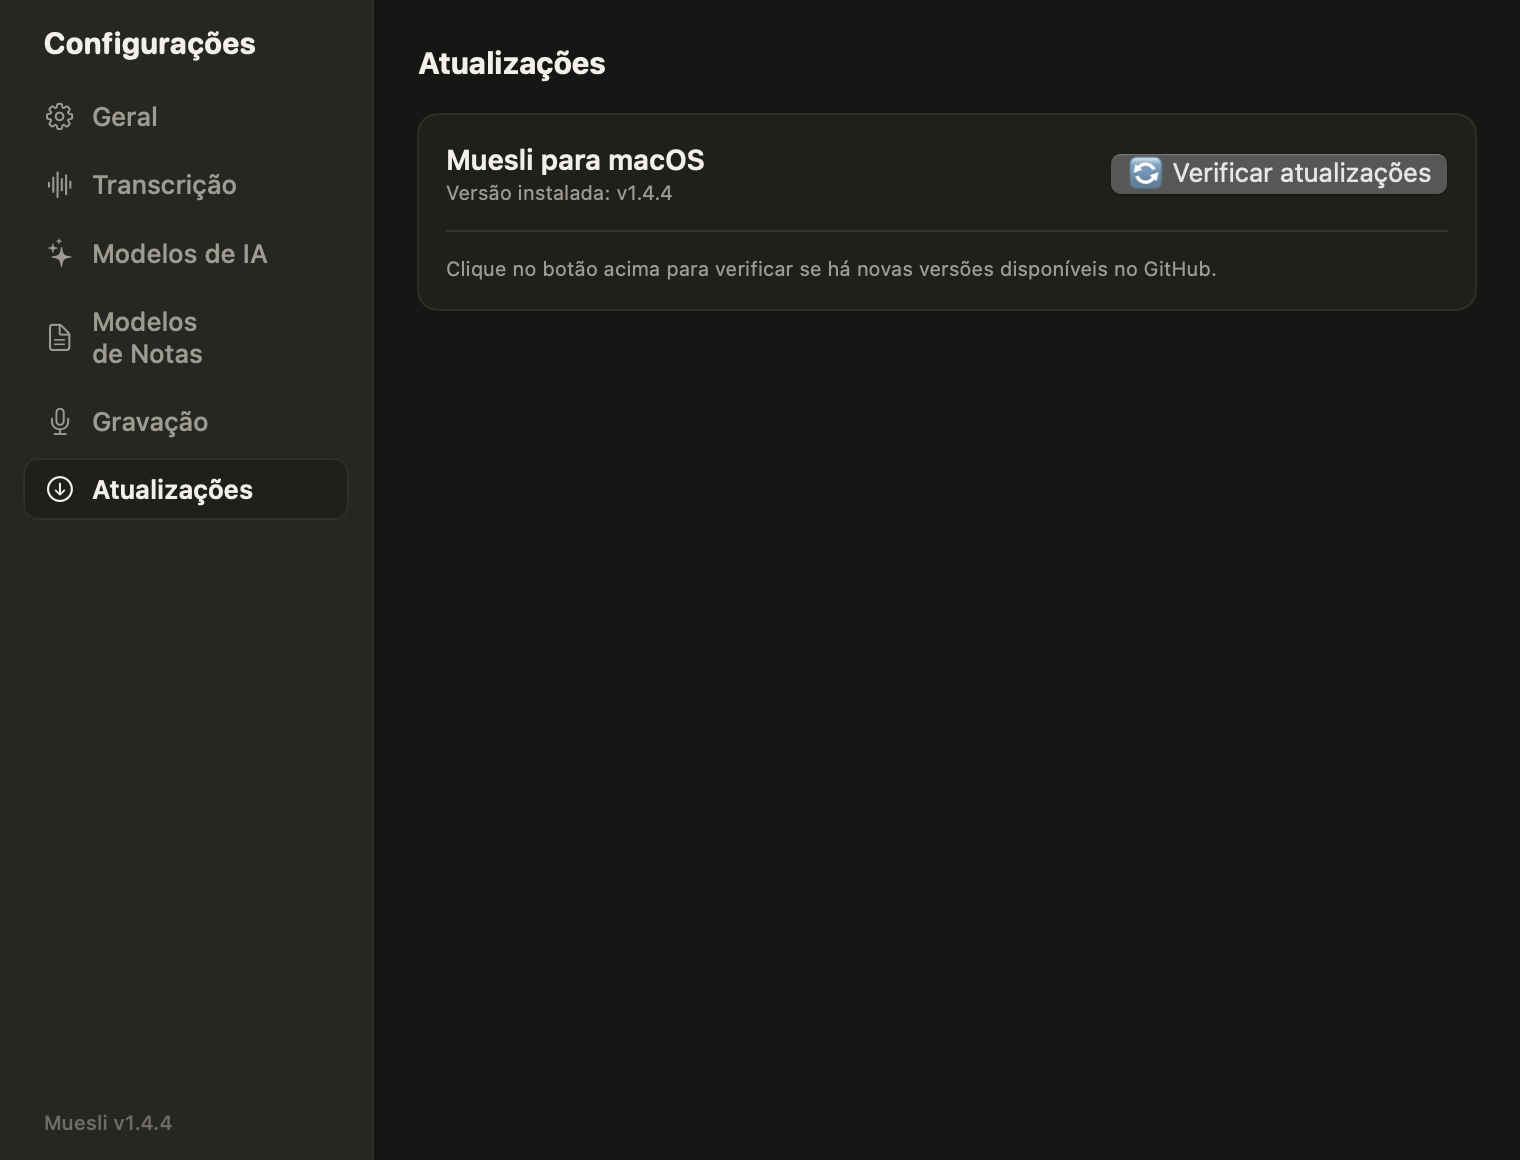 Configurações
Geral
Transcrição
Modelos de IA
Modelos
de Notas
Gravação
Atualizações
Muesli v1.4.4
Atualizações
Muesli para macOS
Versão instalada: v1.4.4
Verificar atualizações
Clique no botão acima para verificar se há novas versões disponíveis no GitHub.